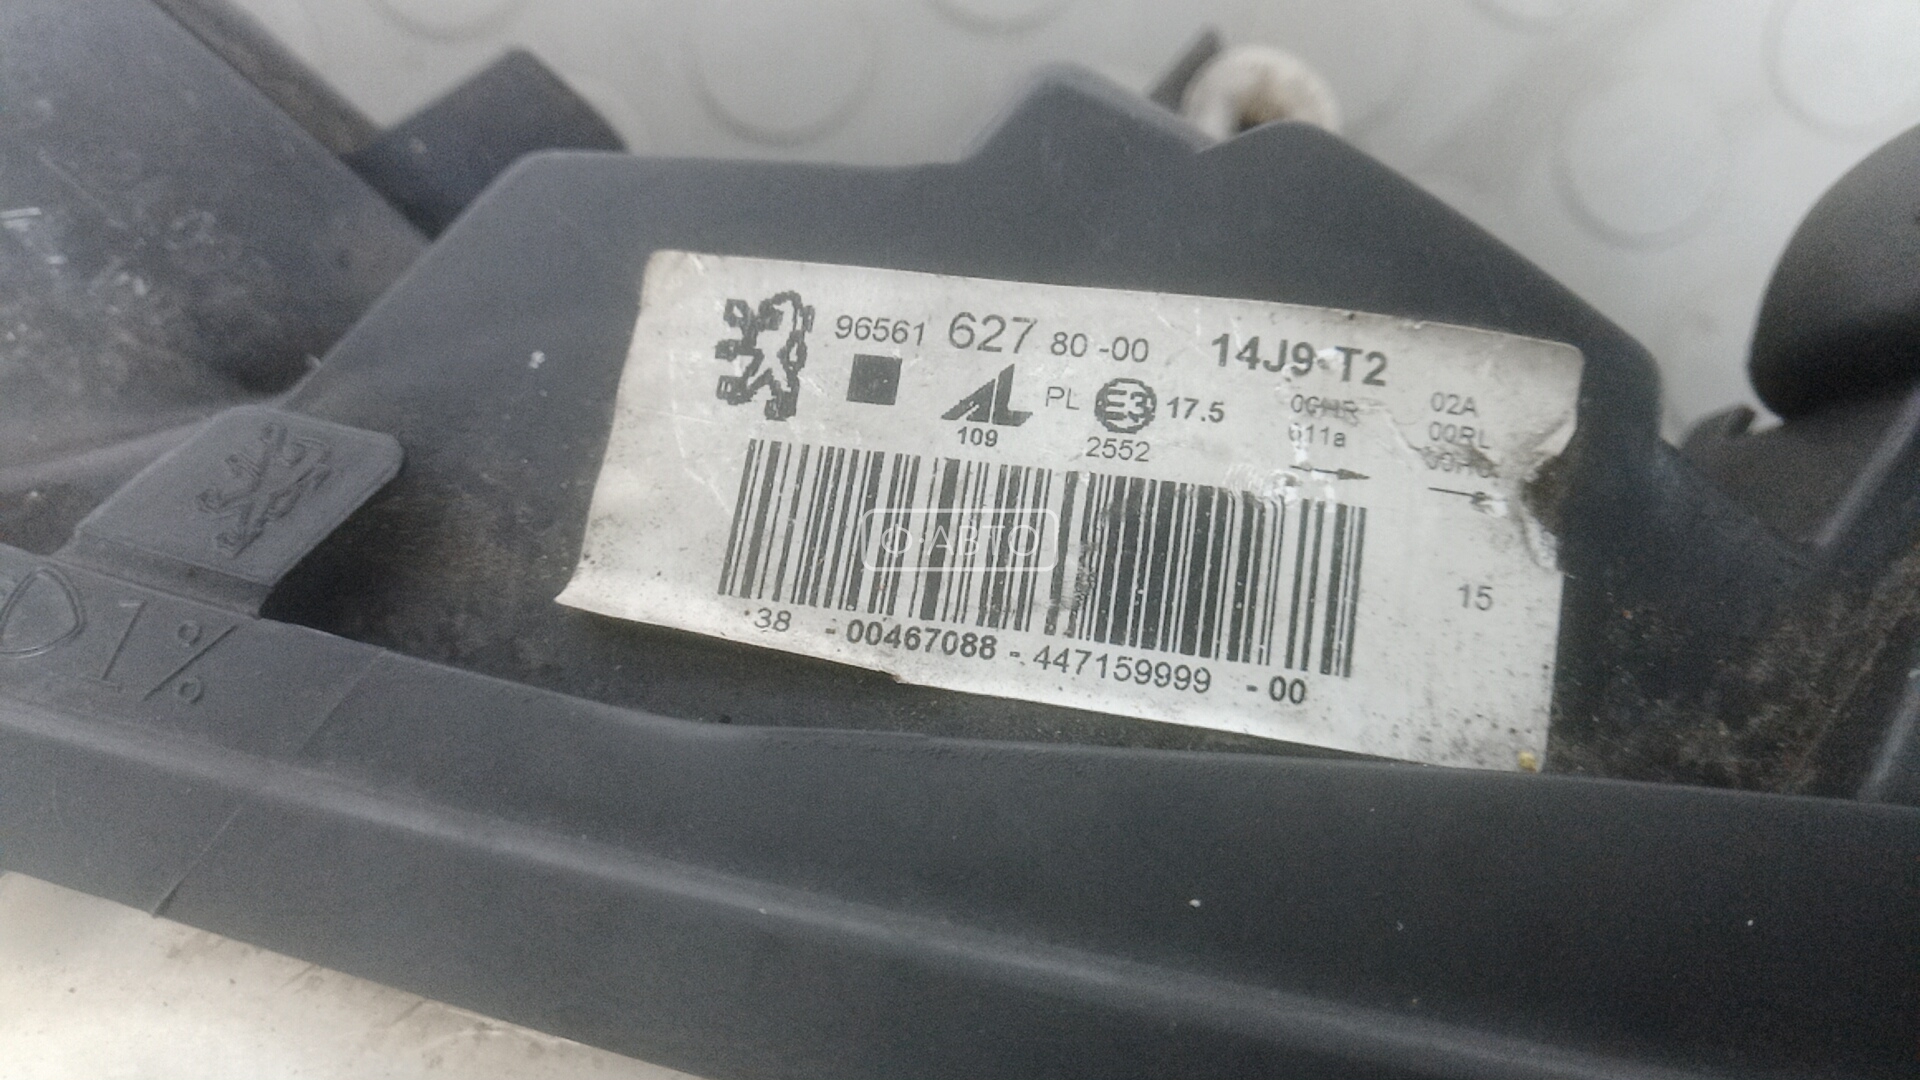 96561 627 80 -00 14J9-T2
AL PL E3 17.5 02A
109 2552 011a 00RL
Ф-АВТО
15
38 - 00467088 - 447159999 - 00
1%